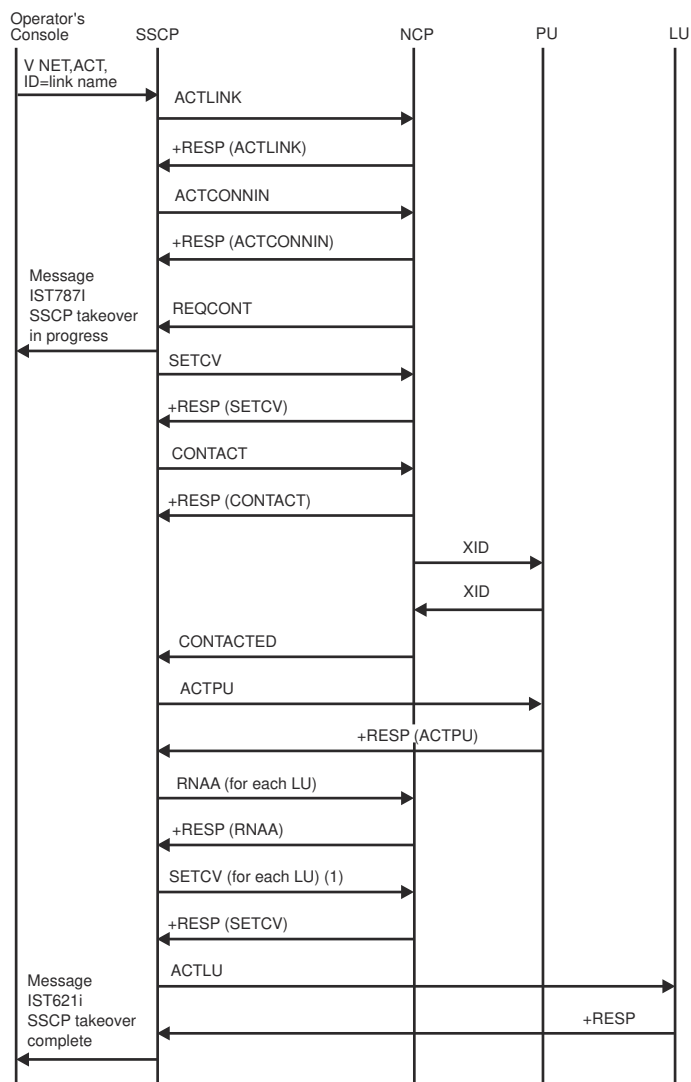 Operator's
Console
SSCP
NCP
PU
LU
V NET,ACT,
ID=link name
ACTLINK
+RESP (ACTLINK)
ACTCONNIN
+RESP (ACTCONNIN)
Message
IST787I
SSCP takeover
in progress
REQCONT
SETCV
+RESP (SETCV)
CONTACT
+RESP (CONTACT)
XID
XID
CONTACTED
ACTPU
+RESP (ACTPU)
RNAA (for each LU)
+RESP (RNAA)
SETCV (for each LU) (1)
+RESP (SETCV)
ACTLU
Message
IST621i
SSCP takeover
complete
+RESP